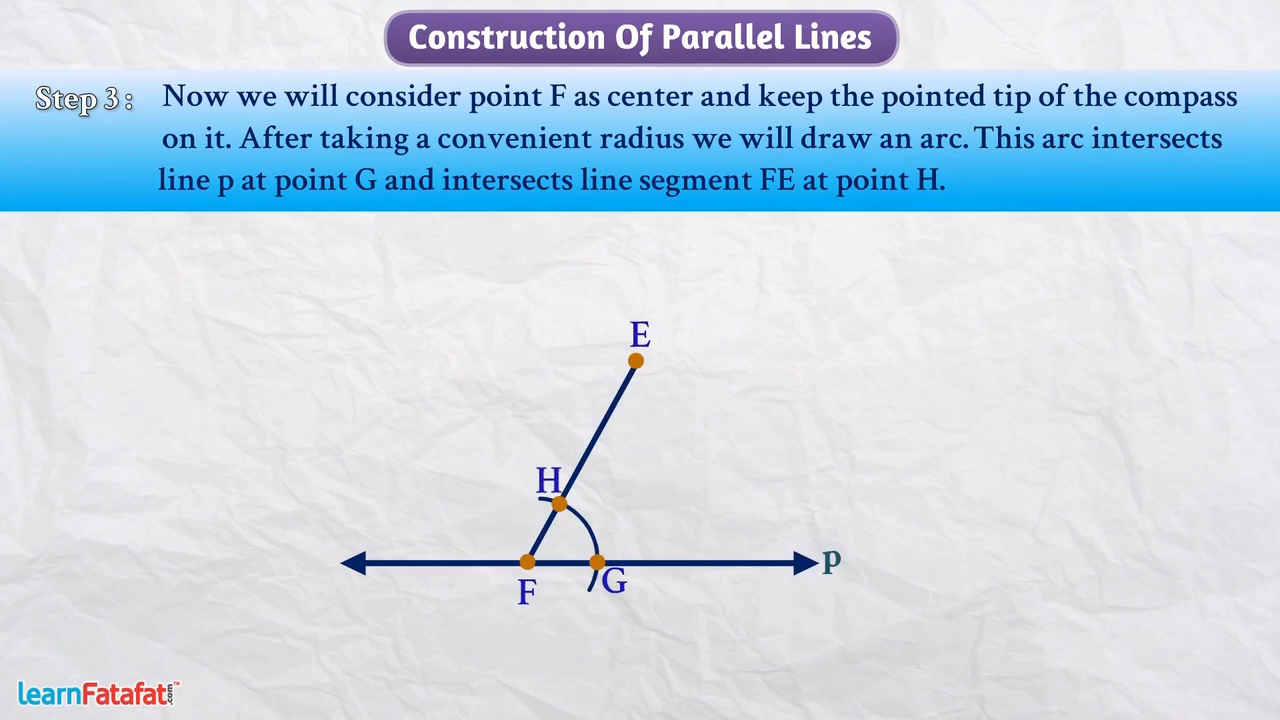 Construction Of Parallel Lines
Step 3 : Now we will consider point F as center and keep the pointed tip of the compass
on it. After taking a convenient radius we will draw an arc. This arc intersects
line p at point G and intersects line segment FE at point H.
E
H
p
F
G
learnFatafat.com™